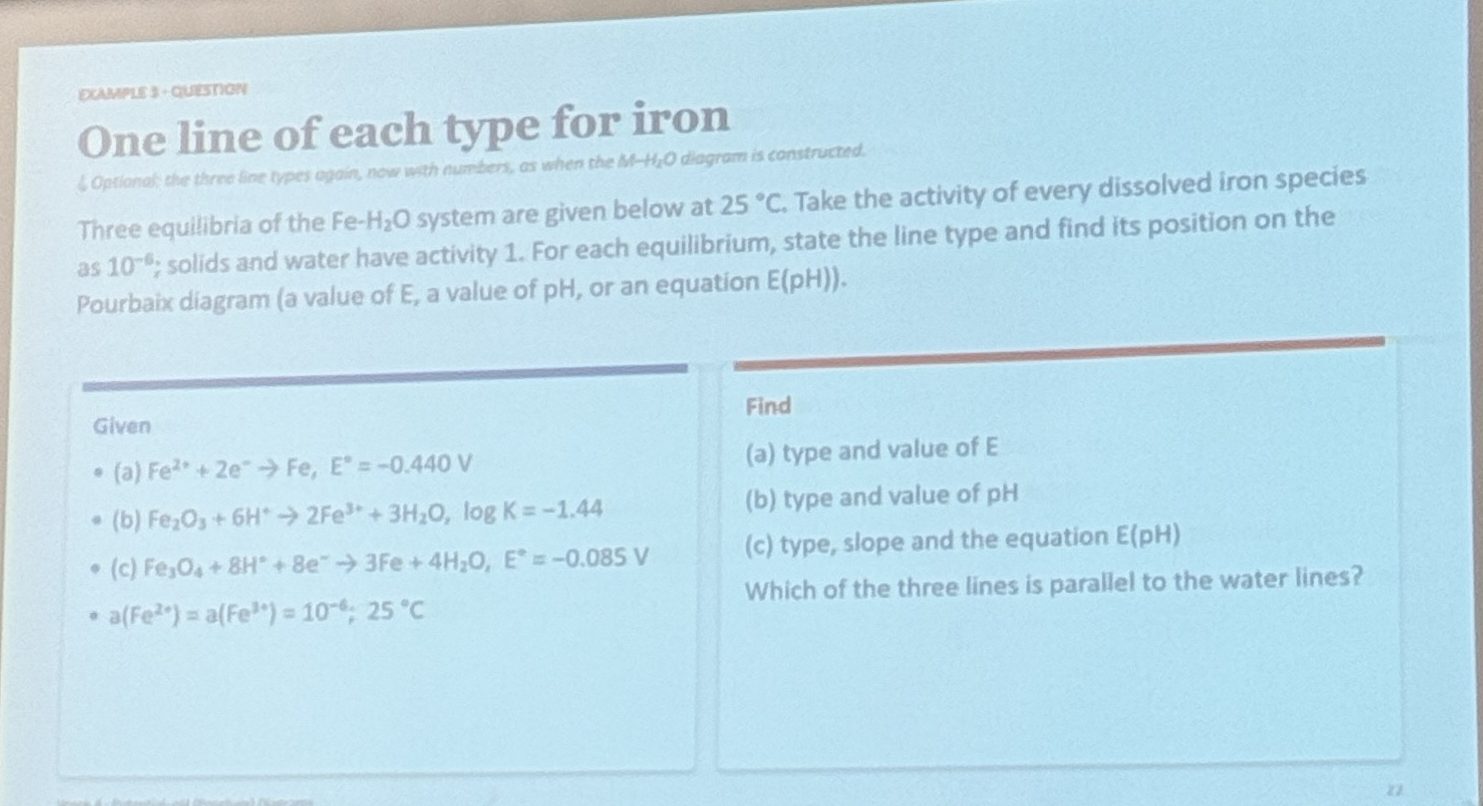 EXAMPLE 3 - QUESTION
One line of each type for iron
Optional; the three line types again, now with numbers, as when the M–H₂O diagram is constructed.
Three equilibria of the Fe-H₂O system are given below at 25 °C. Take the activity of every dissolved iron species
as 10⁻⁶; solids and water have activity 1. For each equilibrium, state the line type and find its position on the
Pourbaix diagram (a value of E, a value of pH, or an equation E(pH)).
Given
• (a) Fe²⁺ + 2e⁻ → Fe, E° = −0.440 V
• (b) Fe₂O₃ + 6H⁺ → 2Fe³⁺ + 3H₂O, log K = −1.44
• (c) Fe₃O₄ + 8H⁺ + 8e⁻ → 3Fe + 4H₂O, E° = −0.085 V
• a(Fe²⁺) = a(Fe³⁺) = 10⁻⁶; 25 °C
Find
(a) type and value of E
(b) type and value of pH
(c) type, slope and the equation E(pH)
Which of the three lines is parallel to the water lines?
22